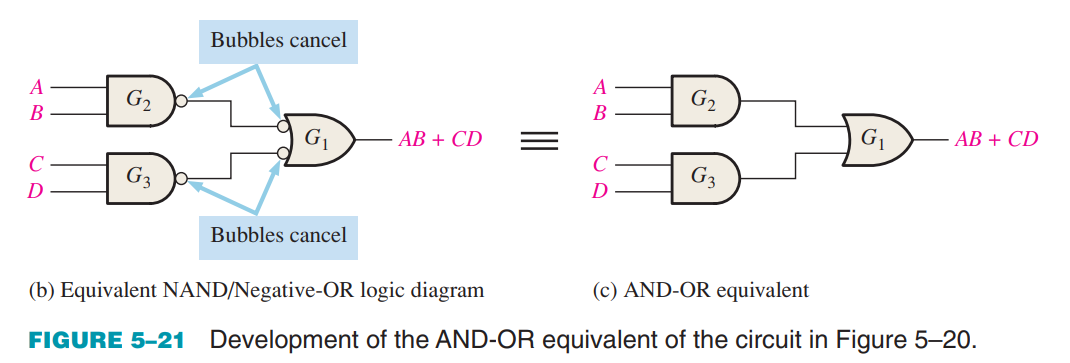 Bubbles cancel
A
B
G2
G1
AB + CD
C
D
G3
Bubbles cancel
≡
A
B
G2
G1
AB + CD
C
D
G3
(b) Equivalent NAND/Negative-OR logic diagram
(c) AND-OR equivalent
FIGURE 5–21 Development of the AND-OR equivalent of the circuit in Figure 5–20.